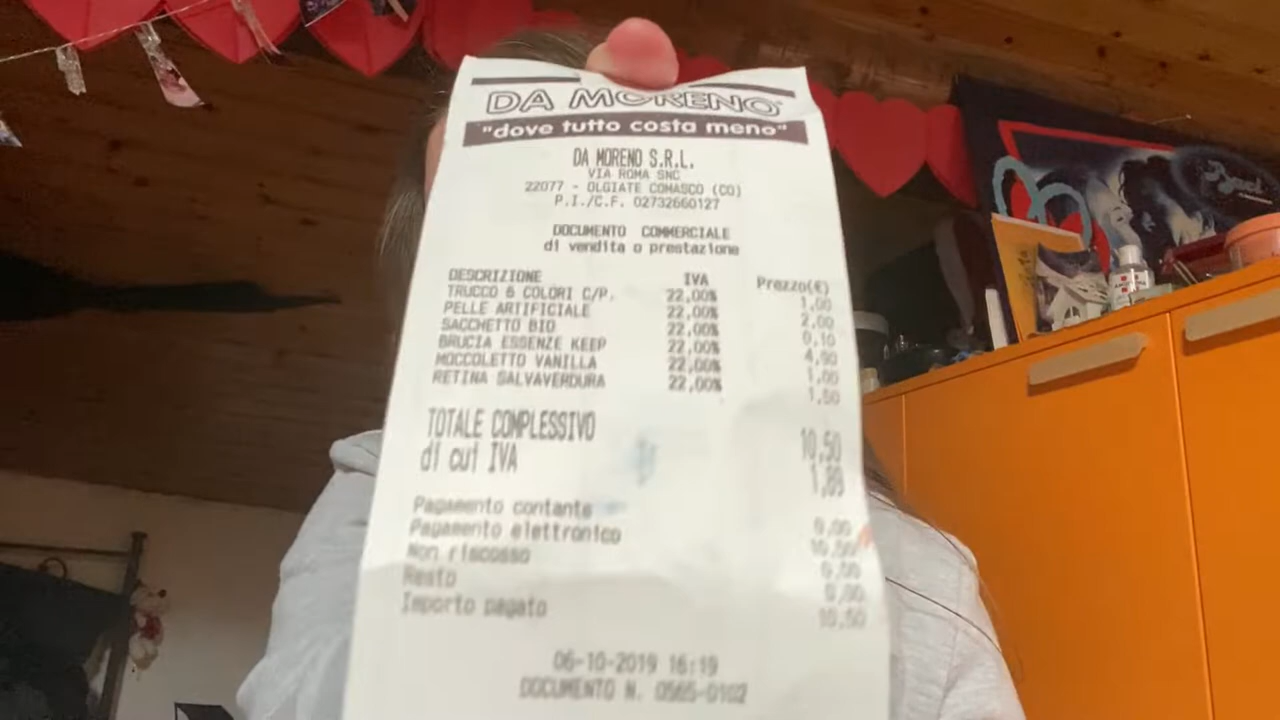 DA MORENO
"dove tutto costa meno"
DA MORENO S.R.L.
VIA ROMA SNC
22077 - OLGIATE COMASCO (CO)
P.I./C.F. 02732660127
DOCUMENTO COMMERCIALE
di vendita o prestazione
DESCRIZIONE IVA Prezzo(€)
TRUCCO 6 COLORI C/P. 22,00% 1,00
PELLE ARTIFICIALE 22,00% 2,00
SACCHETTO BIO 22,00% 0,10
BRUCIA ESSENZE KEEP 22,00% 4,90
MOCCOLETTO VANILLA 22,00% 1,00
RETINA SALVAVERDURA 22,00% 1,50
TOTALE COMPLESSIVO 10,50
di cui IVA 1,89
Pagamento contante 0,00
Pagamento elettronico 10,50
Non riscosso 0,00
Resto 0,00
Importo pagato 10,50
06-10-2019 16:19
DOCUMENTO N. 0565-0102